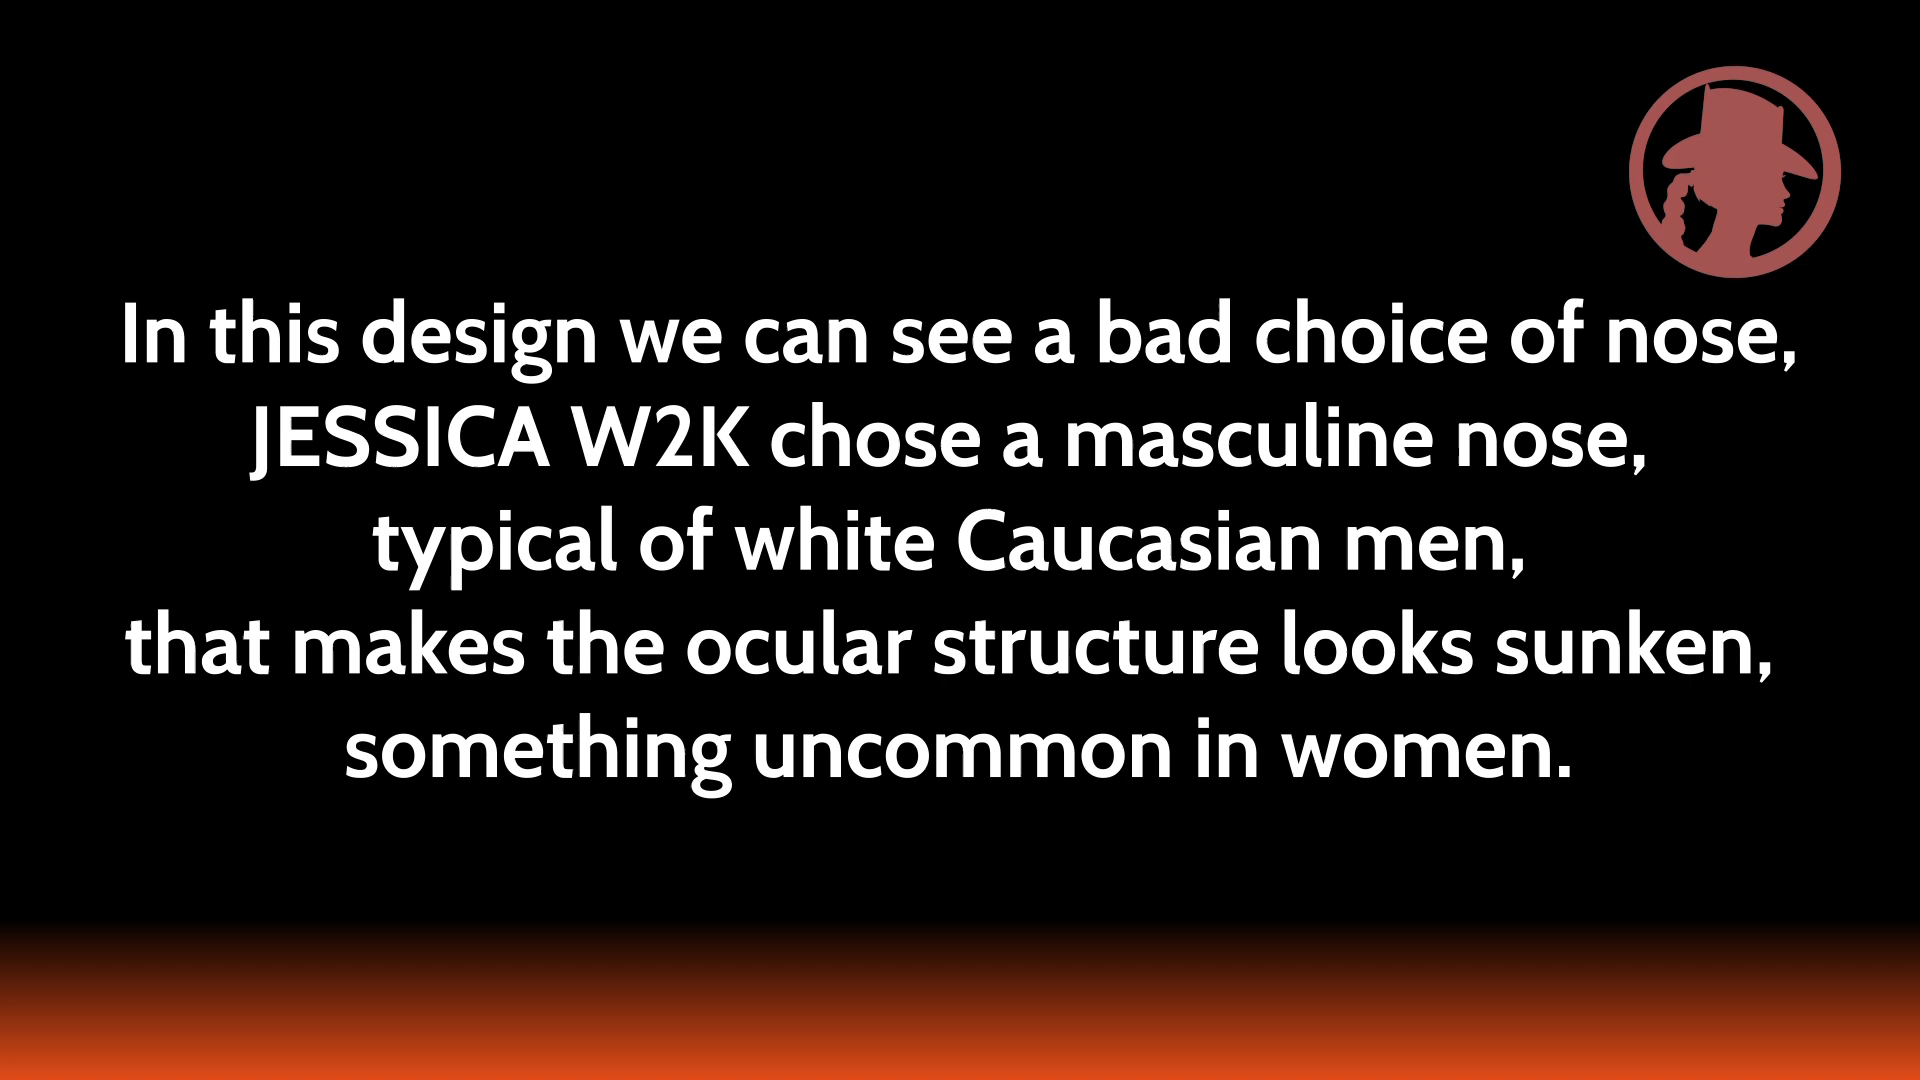 In this design we can see a bad choice of nose,
JESSICA W2K chose a masculine nose,
typical of white Caucasian men,
that makes the ocular structure looks sunken,
something uncommon in women.